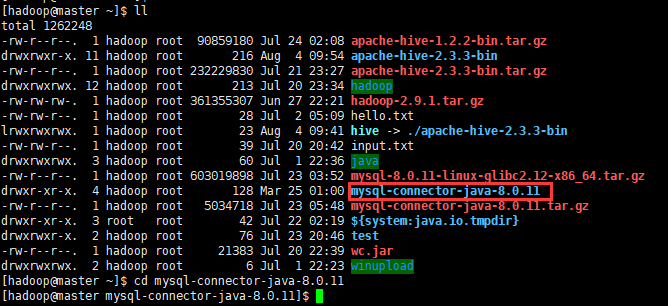 [hadoop@master ~]$ ll
total 1262248
-rw-r--r--. 1 hadoop root 90859180 Jul 24 02:08 apache-hive-1.2.2-bin.tar.gz
drwxrwxr-x. 11 hadoop root 216 Aug 4 09:54 apache-hive-2.3.3-bin
-rw-r--r--. 1 hadoop root 232229830 Jul 21 23:27 apache-hive-2.3.3-bin.tar.gz
drwxrwxrwx. 12 hadoop root 213 Jul 20 23:34 hadoop
-rw-rw-rw-. 1 hadoop root 361355307 Jun 27 22:21 hadoop-2.9.1.tar.gz
-rw-r--r--. 1 hadoop root 28 Jul 2 05:09 hello.txt
lrwxrwxrwx. 1 hadoop root 23 Aug 4 09:41 hive -> ./apache-hive-2.3.3-bin
-rw-r--r--. 1 hadoop root 39 Jul 20 20:42 input.txt
drwxrwxrwx. 3 hadoop root 60 Jul 1 22:36 java
-rw-r--r--. 1 hadoop root 603019898 Jul 23 03:52 mysql-8.0.11-linux-glibc2.12-x86_64.tar.gz
drwxr-xr-x. 4 hadoop root 128 Mar 25 01:00 mysql-connector-java-8.0.11
-rw-r--r--. 1 hadoop root 5034718 Jul 23 05:48 mysql-connector-java-8.0.11.tar.gz
drwxr-xr-x. 3 root root 42 Jul 22 02:19 ${system:java.io.tmpdir}
drwxr-xr-x. 2 hadoop root 76 Jul 23 20:46 test
-rw-r--r--. 1 hadoop root 21383 Jul 20 22:39 wc.jar
drwxrwxrwx. 2 hadoop root 6 Jul 1 22:23 winupload
[hadoop@master ~]$ cd mysql-connector-java-8.0.11
[hadoop@master mysql-connector-java-8.0.11]$